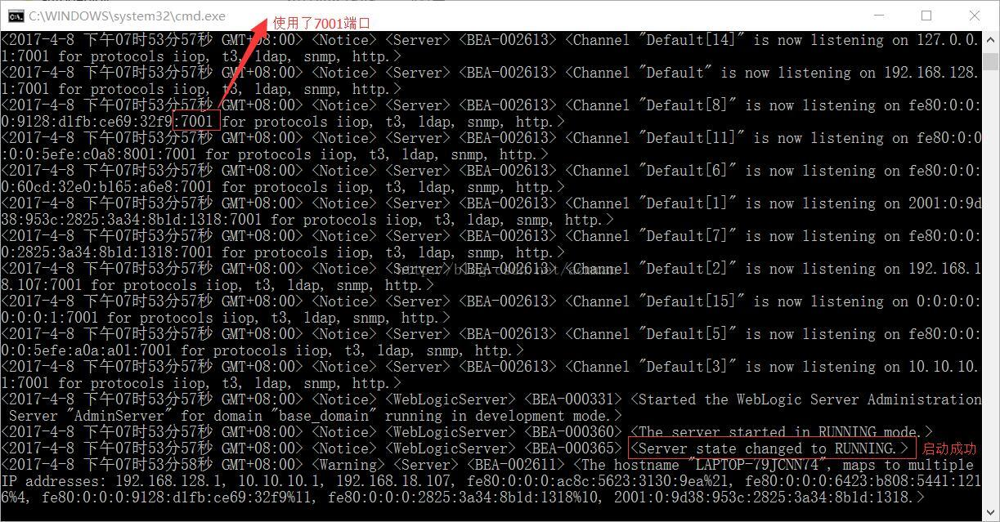 C:\WINDOWS\system32\cmd.exe
使用了7001端口
<2017-4-8 下午07时53分57秒 GMT+08:00> <Notice> <Server> <BEA-002613> <Channel "Default[14]" is now listening on 127.0.0.
1:7001 for protocols iiop, t3, ldap, snmp, http.>
<2017-4-8 下午07时53分57秒 GMT+08:00> <Notice> <Server> <BEA-002613> <Channel "Default" is now listening on 192.168.128.
1:7001 for protocols iiop, t3, ldap, snmp, http.>
<2017-4-8 下午07时53分57秒 GMT+08:00> <Notice> <Server> <BEA-002613> <Channel "Default[8]" is now listening on fe80:0:0:
0:9128:d1fb:ce69:32f9:7001 for protocols iiop, t3, ldap, snmp, http.>
<2017-4-8 下午07时53分57秒 GMT+08:00> <Notice> <Server> <BEA-002613> <Channel "Default[11]" is now listening on fe80:0:0
:0:0:5efe:c0a8:8001:7001 for protocols iiop, t3, ldap, snmp, http.>
<2017-4-8 下午07时53分57秒 GMT+08:00> <Notice> <Server> <BEA-002613> <Channel "Default[6]" is now listening on fe80:0:0:
0:60cd:32e0:b165:a6e8:7001 for protocols iiop, t3, ldap, snmp, http.>
<2017-4-8 下午07时53分57秒 GMT+08:00> <Notice> <Server> <BEA-002613> <Channel "Default[1]" is now listening on 2001:0:9d
38:953c:2825:3a34:8b1d:1318:7001 for protocols iiop, t3, ldap, snmp, http.>
<2017-4-8 下午07时53分57秒 GMT+08:00> <Notice> <Server> <BEA-002613> <Channel "Default[7]" is now listening on fe80:0:0:
0:2825:3a34:8b1d:1318:7001 for protocols iiop, t3, ldap, snmp, http.>
<2017-4-8 下午07时53分57秒 GMT+08:00> <Notice> <Server> <BEA-002613> <Channel "Default[2]" is now listening on 192.168.1
8.107:7001 for protocols iiop, t3, ldap, snmp, http.>
<2017-4-8 下午07时53分57秒 GMT+08:00> <Notice> <Server> <BEA-002613> <Channel "Default[15]" is now listening on 0:0:0:0:
0:0:0:1:7001 for protocols iiop, t3, ldap, snmp, http.>
<2017-4-8 下午07时53分57秒 GMT+08:00> <Notice> <Server> <BEA-002613> <Channel "Default[5]" is now listening on fe80:0:0:
0:0:5efe:a0a:a01:7001 for protocols iiop, t3, ldap, snmp, http.>
<2017-4-8 下午07时53分57秒 GMT+08:00> <Notice> <Server> <BEA-002613> <Channel "Default[3]" is now listening on 10.10.10.
1:7001 for protocols iiop, t3, ldap, snmp, http.>
<2017-4-8 下午07时53分57秒 GMT+08:00> <Notice> <WebLogicServer> <BEA-000331> <Started the WebLogic Server Administration
Server "AdminServer" for domain "base_domain" running in development mode.>
<2017-4-8 下午07时53分57秒 GMT+08:00> <Notice> <WebLogicServer> <BEA-000360> <The server started in RUNNING mode.>
<2017-4-8 下午07时53分57秒 GMT+08:00> <Notice> <WebLogicServer> <BEA-000365> <Server state changed to RUNNING.> 启动成功
<2017-4-8 下午07时53分58秒 GMT+08:00> <Warning> <Server> <BEA-002611> <The hostname "LAPTOP-79JCNN74", maps to multiple
IP addresses: 192.168.128.1, 10.10.10.1, 192.168.18.107, fe80:0:0:0:ac8c:5623:3130:9ea%21, fe80:0:0:0:6423:b808:5441:121
6%4, fe80:0:0:0:9128:d1fb:ce69:32f9%11, fe80:0:0:0:2825:3a34:8b1d:1318%10, 2001:0:9d38:953c:2825:3a34:8b1d:1318.>